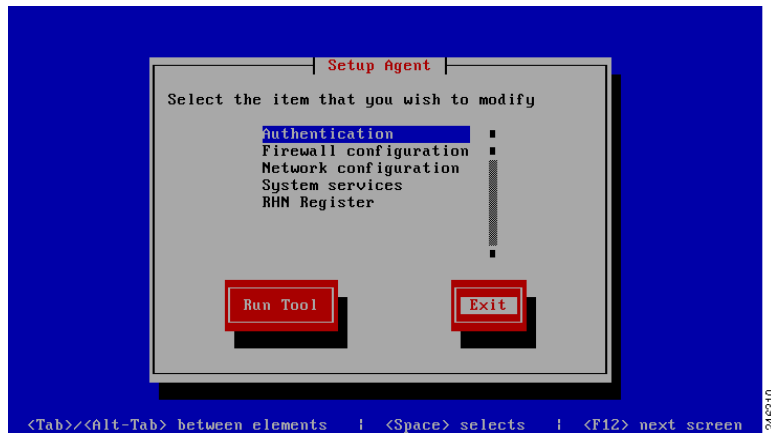 Setup Agent
Select the item that you wish to modify
Authentication
Firewall configuration
Network configuration
System services
RHN Register
Run Tool
Exit
<Tab>/<Alt-Tab> between elements | <Space> selects | <F12> next screen